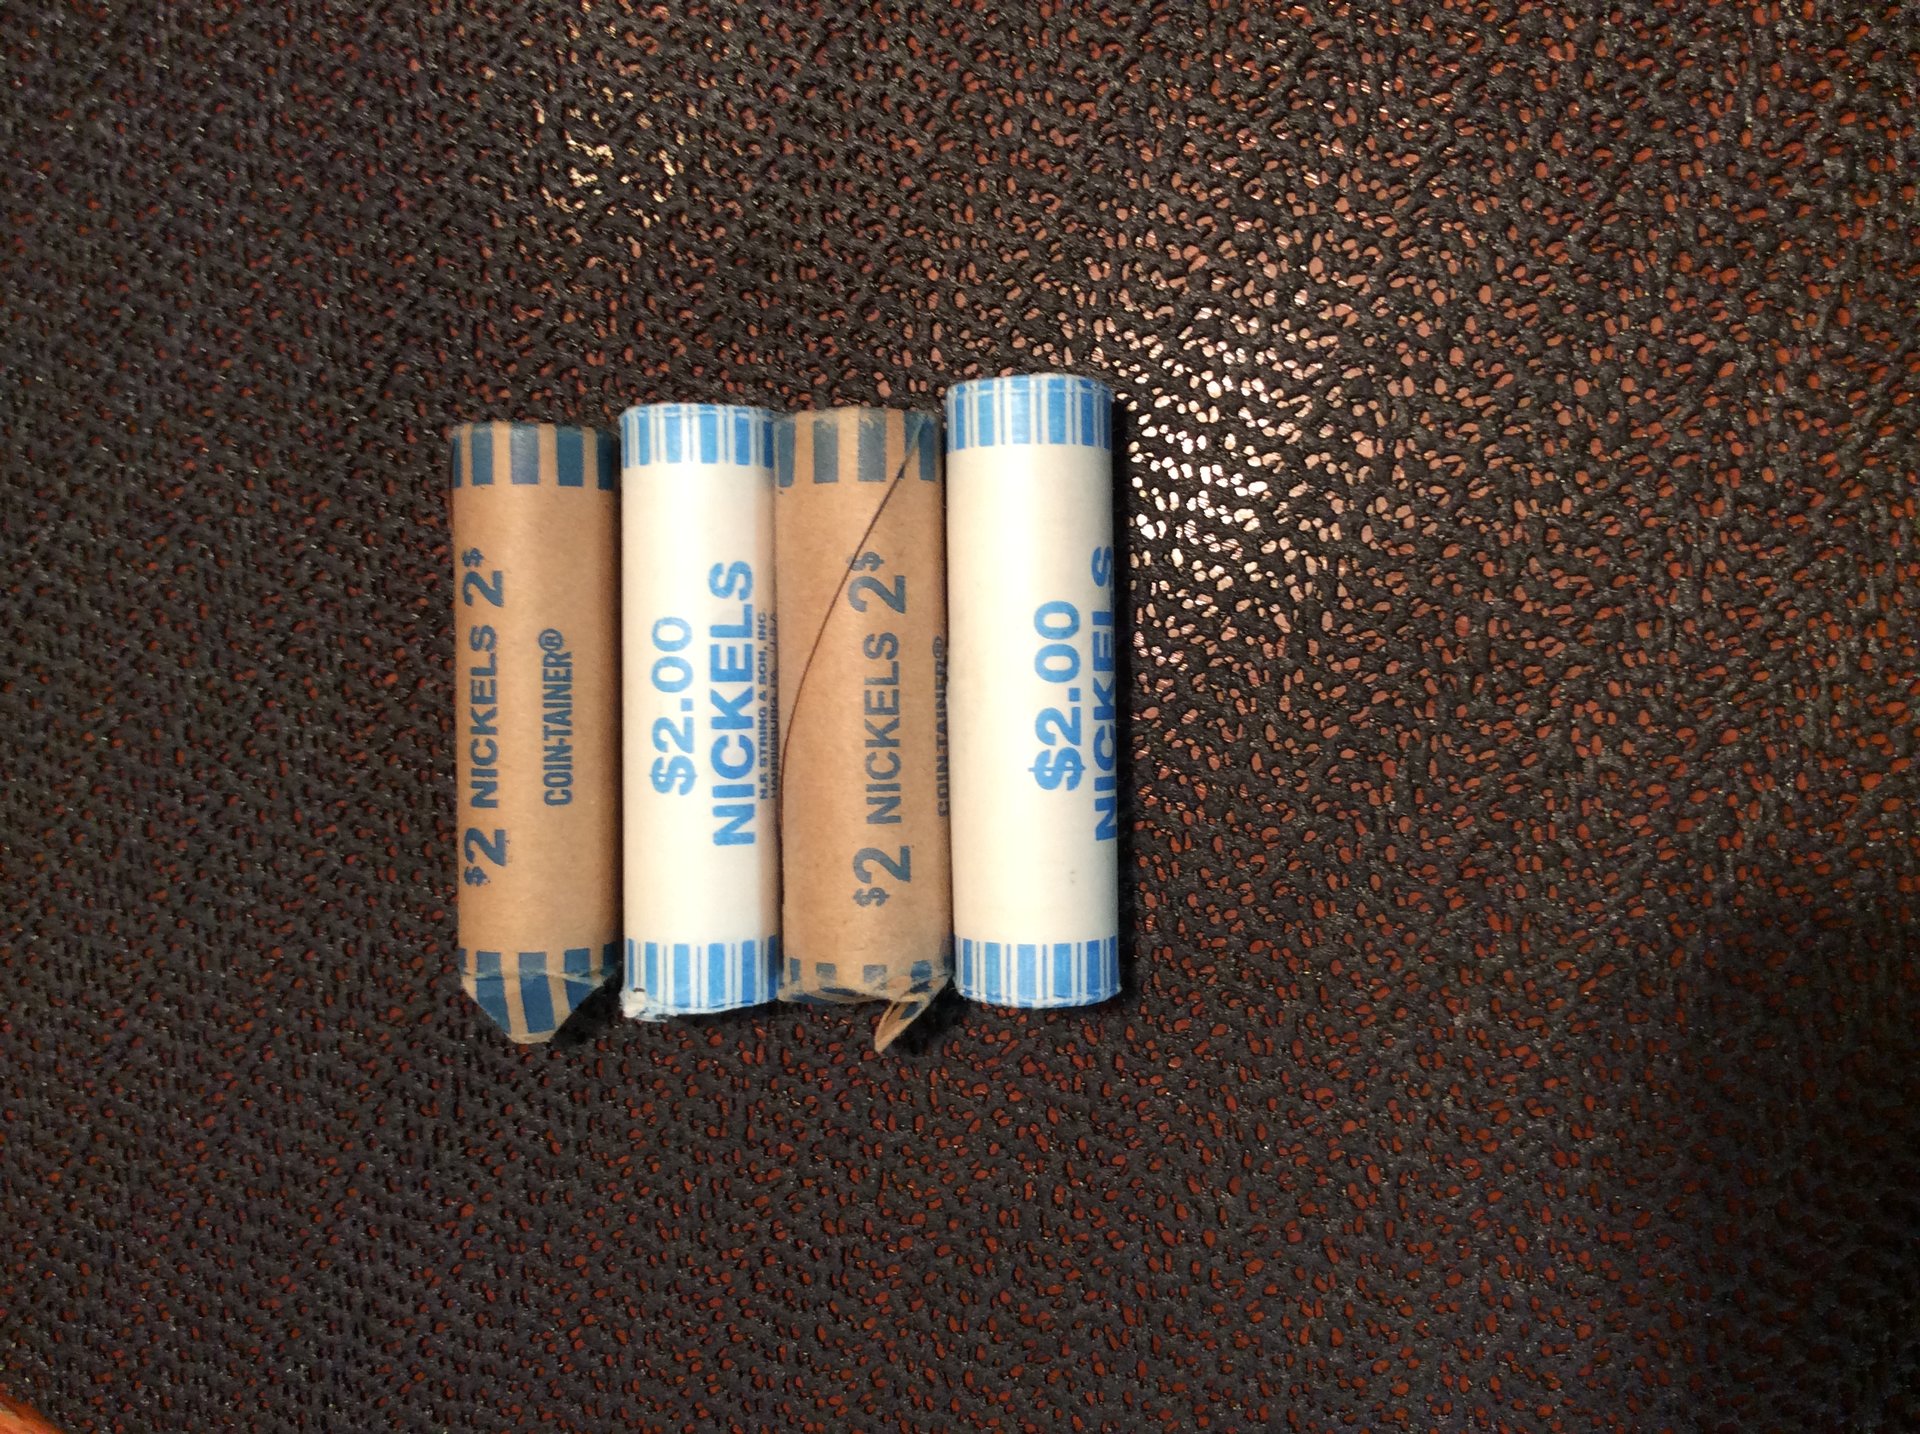 $2 NICKELS 2$
COIN-TAINER®
$2.00
NICKELS
N.F. STRING & SON, INC
$2 NICKELS 2$
COIN-TAINER®
$2.00
NICKELS